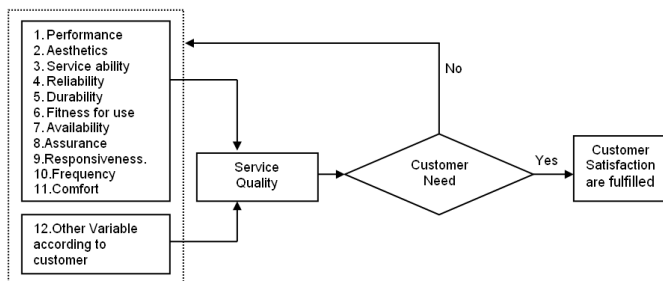 1. Performance
2. Aesthetics
3. Service ability
4. Reliability
5. Durability
6. Fitness for use
7. Availability
8.Assurance
9.Responsiveness.
10.Frequency
11.Comfort
12.Other Variable
according to
customer
Service
Quality
Customer
Need
No
Yes
Customer
Satisfaction
are fulfilled